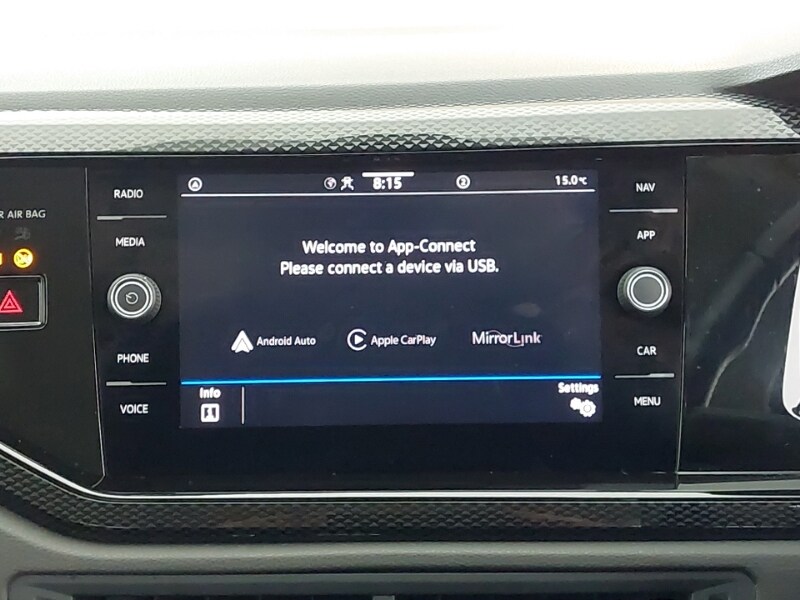 R AIR BAG
RADIO
MEDIA
PHONE
VOICE
8:15
2
15.0°C
Welcome to App-Connect
Please connect a device via USB.
Android Auto
Apple CarPlay
MirrorLink
Info
Settings
NAV
APP
CAR
MENU